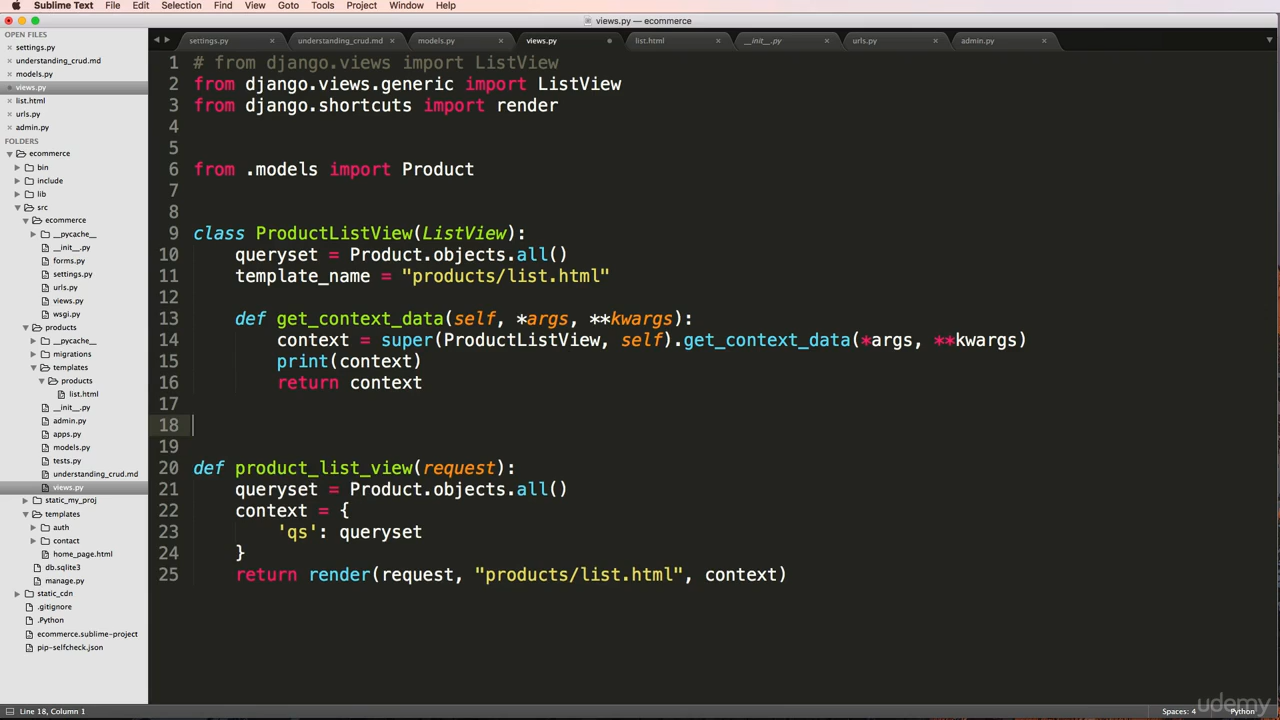 Sublime Text File Edit Selection Find View Goto Tools Project Window Help
views.py — ecommerce
OPEN FILES
settings.py
understanding_crud.md
models.py
views.py
list.html
urls.py
admin.py
FOLDERS
ecommerce
bin
include
lib
src
ecommerce
__pycache__
__init__.py
forms.py
settings.py
urls.py
views.py
wsgi.py
products
__pycache__
migrations
templates
products
list.html
__init__.py
admin.py
apps.py
models.py
tests.py
understanding_crud.md
views.py
static_my_proj
templates
auth
contact
home_page.html
db.sqlite3
manage.py
static_cdn
.gitignore
.Python
ecommerce.sublime-project
pip-selfcheck.json
settings.py understanding_crud.md models.py views.py list.html __init__.py urls.py admin.py
1 # from django.views import ListView
2 from django.views.generic import ListView
3 from django.shortcuts import render
4
5
6 from .models import Product
7
8
9 class ProductListView(ListView):
10 queryset = Product.objects.all()
11 template_name = "products/list.html"
12
13 def get_context_data(self, *args, **kwargs):
14 context = super(ProductListView, self).get_context_data(*args, **kwargs)
15 print(context)
16 return context
17
18
19
20 def product_list_view(request):
21 queryset = Product.objects.all()
22 context = {
23 'qs': queryset
24 }
25 return render(request, "products/list.html", context)
Line 18, Column 1 Spaces: 4 Python
udemy